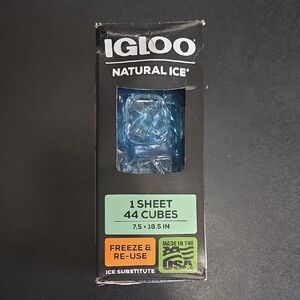 IGLOO
NATURAL ICE®
1 SHEET
44 CUBES
7.5 × 18.5 IN
FREEZE &
RE-USE
MADE IN THE
USA
ICE SUBSTITUTE